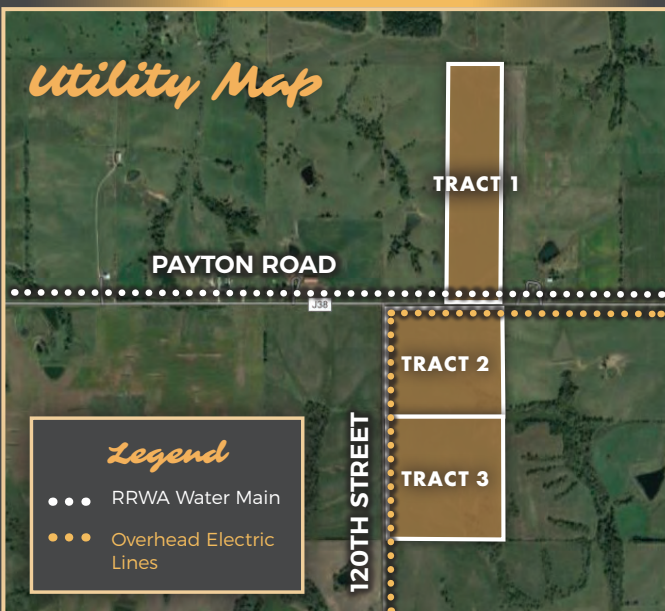 Utility Map
TRACT 1
PAYTON ROAD
J38
TRACT 2
120TH STREET
TRACT 3
Legend
RRWA Water Main
Overhead Electric
Lines